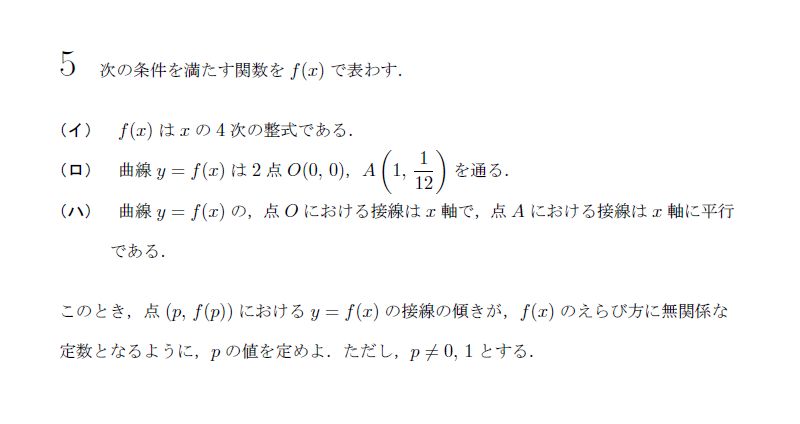 5 次の条件を満たす関数を f(x) で表わす．
（イ） f(x) は x の 4 次の整式である．
（ロ） 曲線 y = f(x) は 2 点 O(0, 0)，A(1, 1/12) を通る．
（ハ） 曲線 y = f(x) の，点 O における接線は x 軸で，点 A における接線は x 軸に平行
である．
このとき，点 (p, f(p)) における y = f(x) の接線の傾きが，f(x) のえらび方に無関係な
定数となるように，p の値を定めよ．ただし，p ≠ 0, 1 とする．